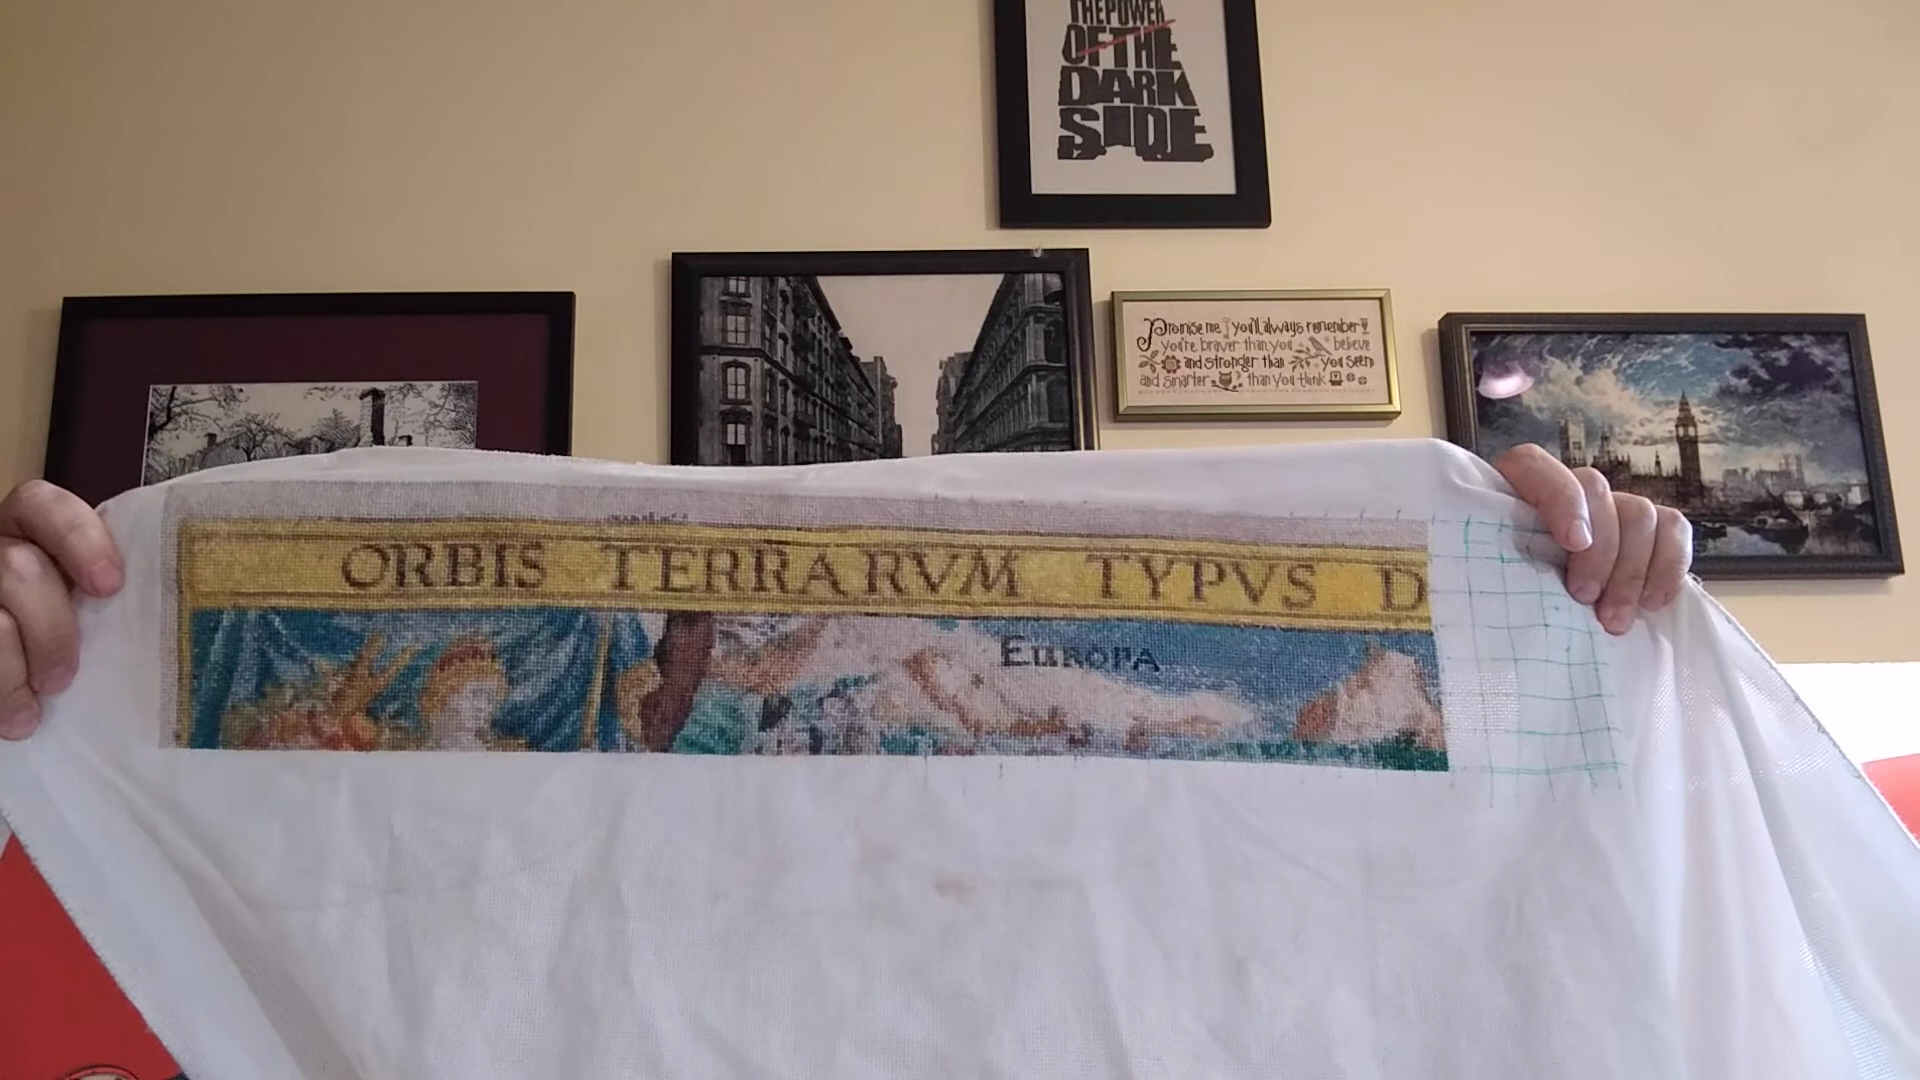 THE POWER
OF THE
DARK
SIDE
Promise me you'll always remember
you're braver than you believe
and stronger than you seem
and smarter than you think
ORBIS TERRARVM TYPVS D
EUROPA